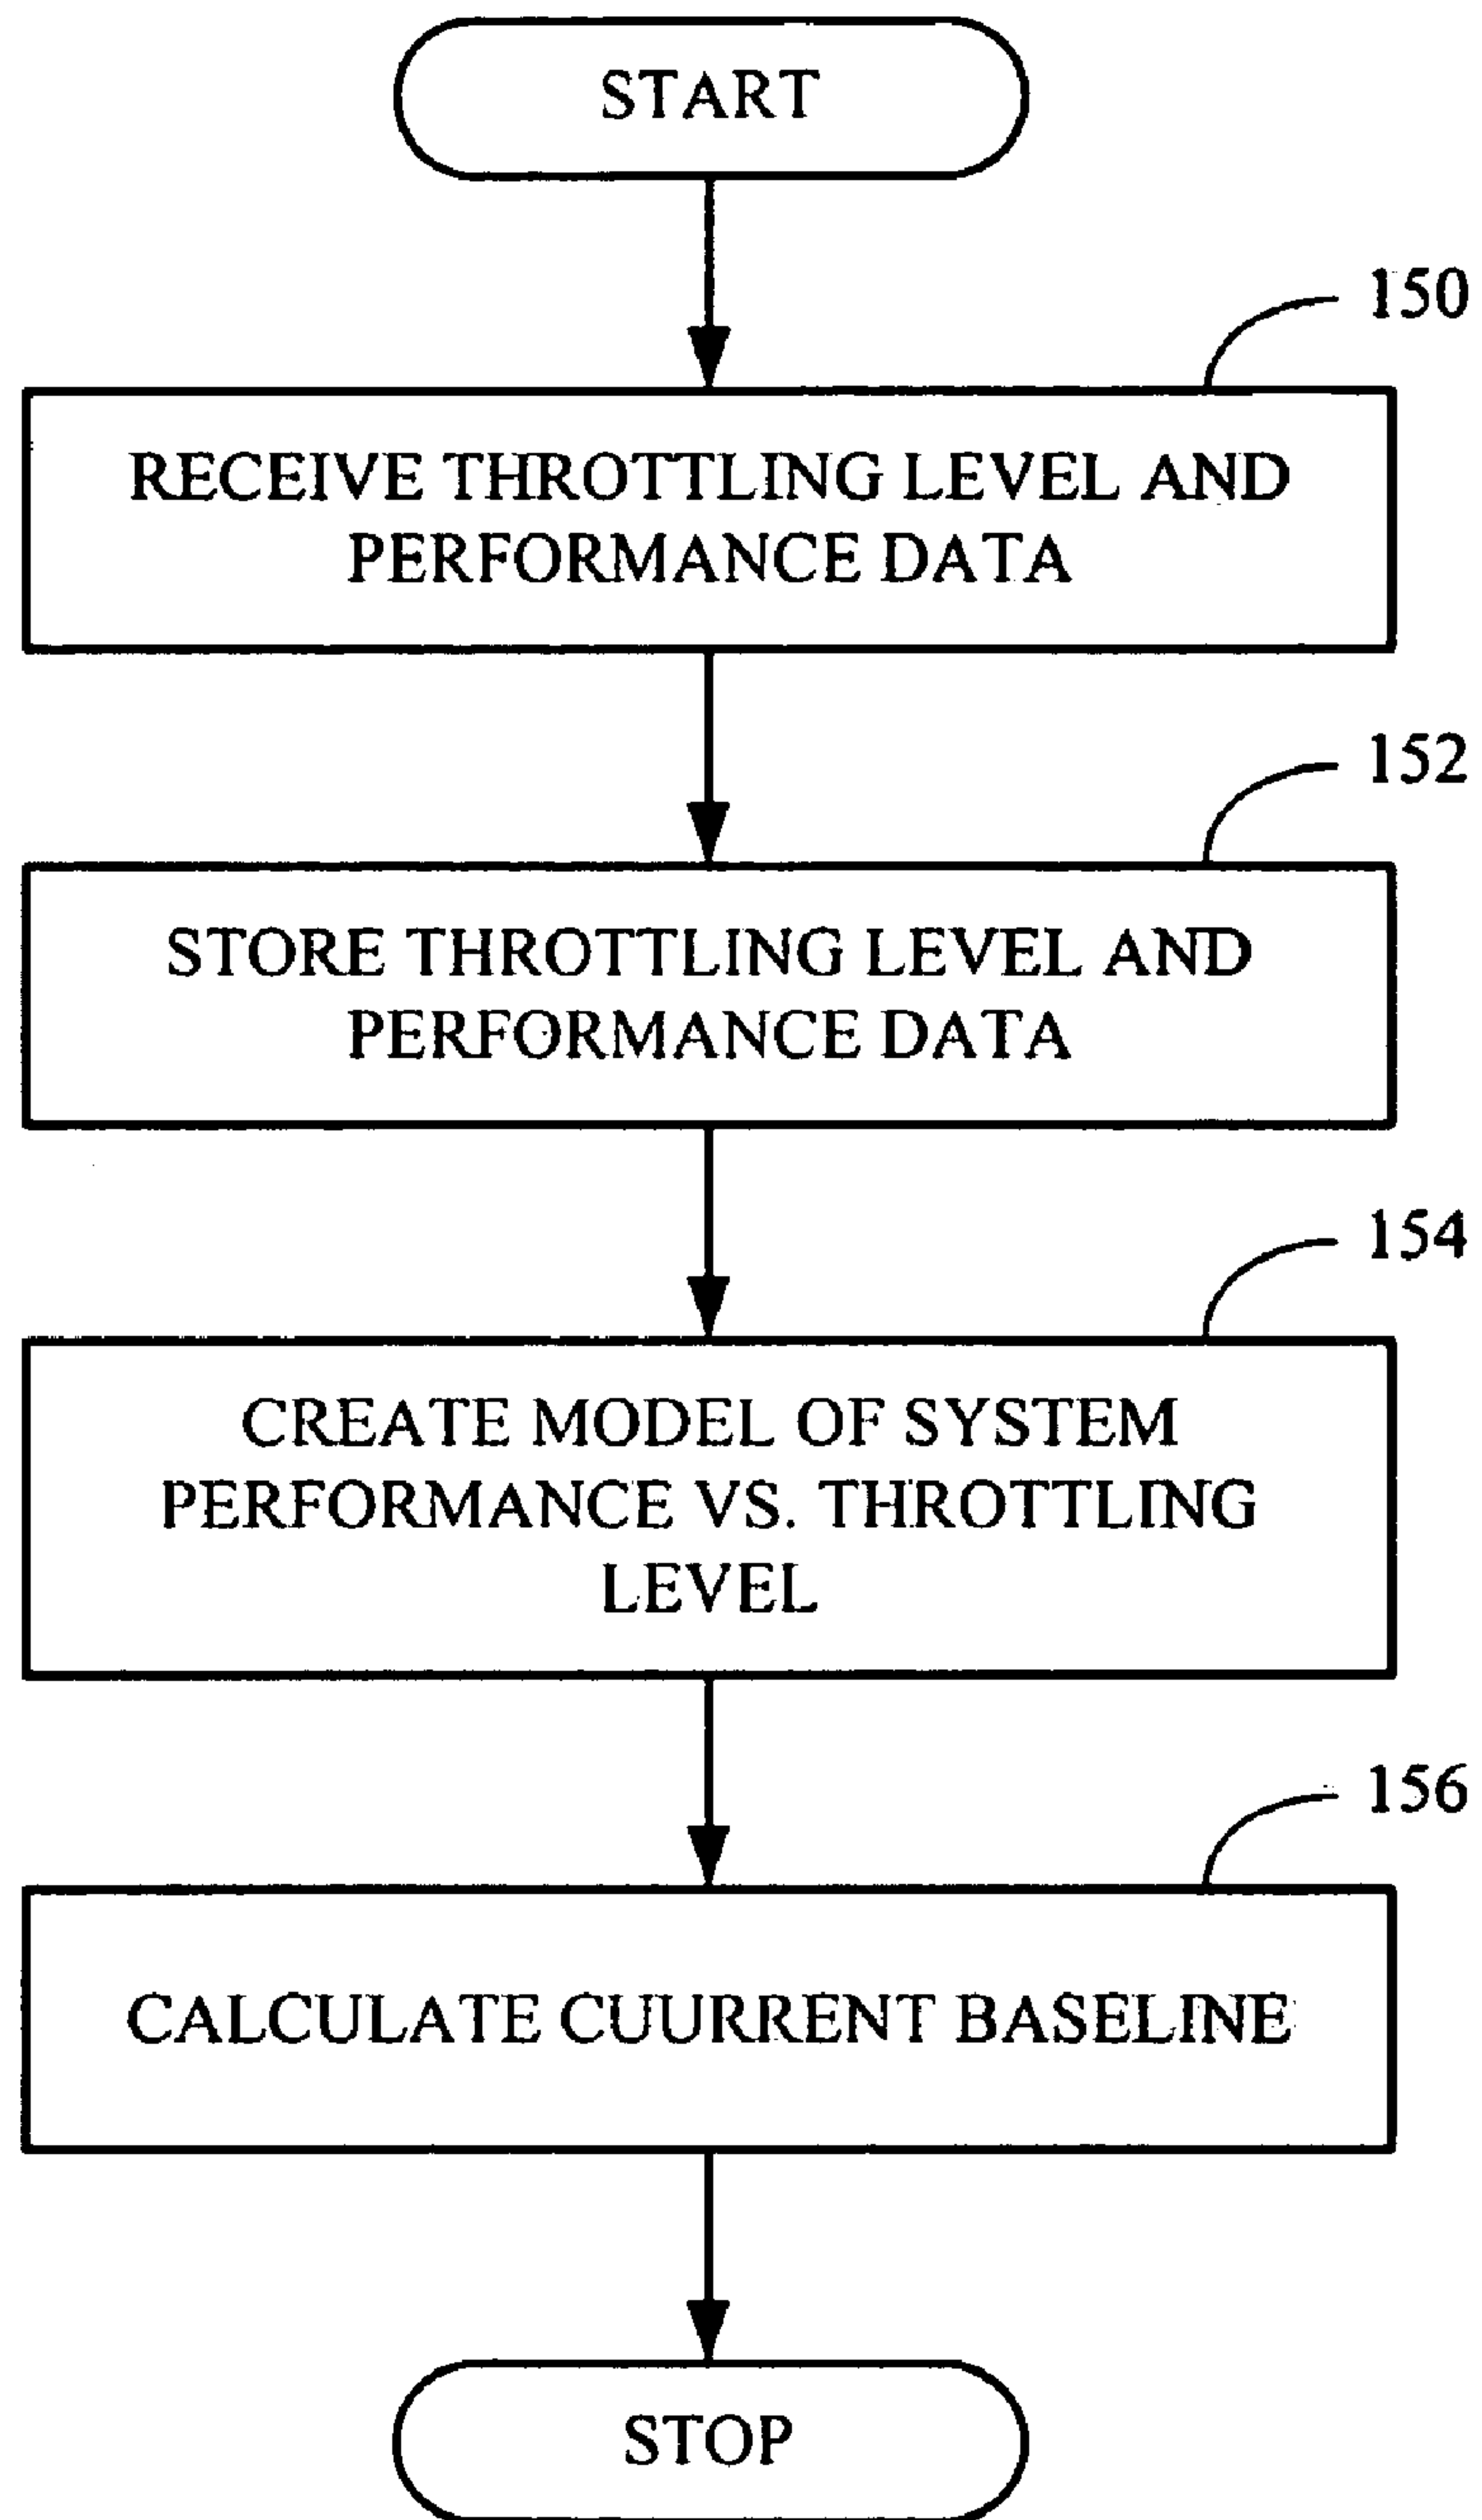 START
150
RECEIVE THROTTLING LEVEL AND
PERFORMANCE DATA
152
STORE THROTTLING LEVEL AND
PERFORMANCE DATA
154
CREATE MODEL OF SYSTEM
PERFORMANCE VS. THROTTLING
LEVEL
156
CALCULATE CUURRENT BASELINE
STOP